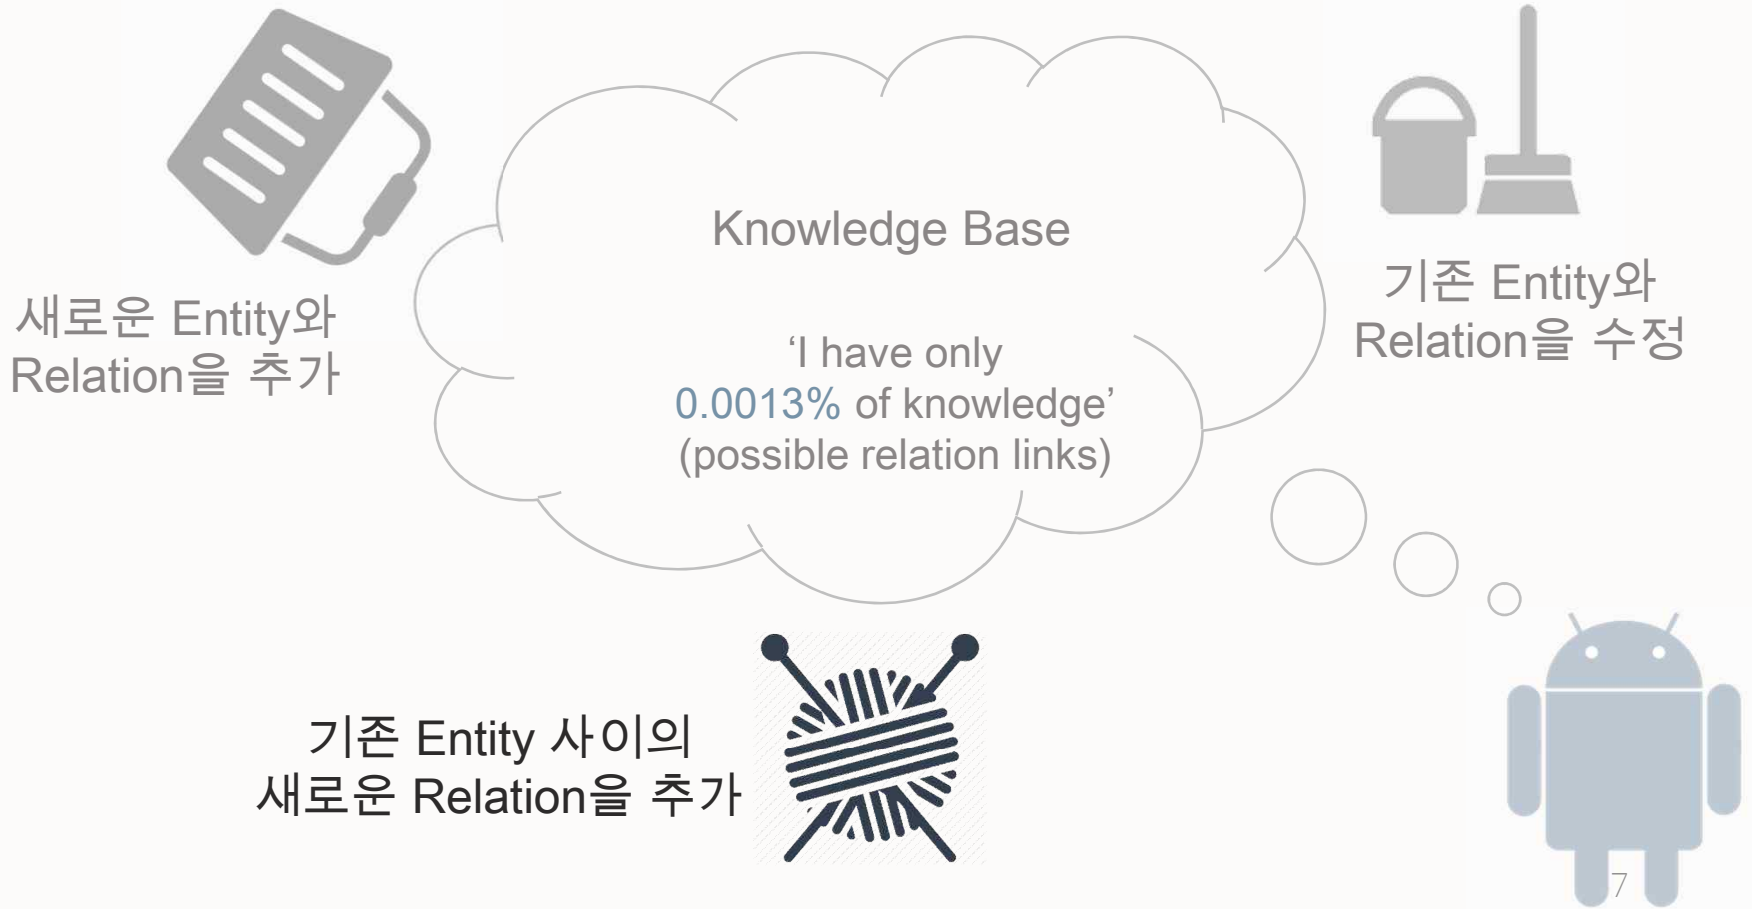 새로운 Entity와
Relation을 추가
Knowledge Base
‘I have only
0.0013% of knowledge’
(possible relation links)
기존 Entity와
Relation을 수정
기존 Entity 사이의
새로운 Relation을 추가
7